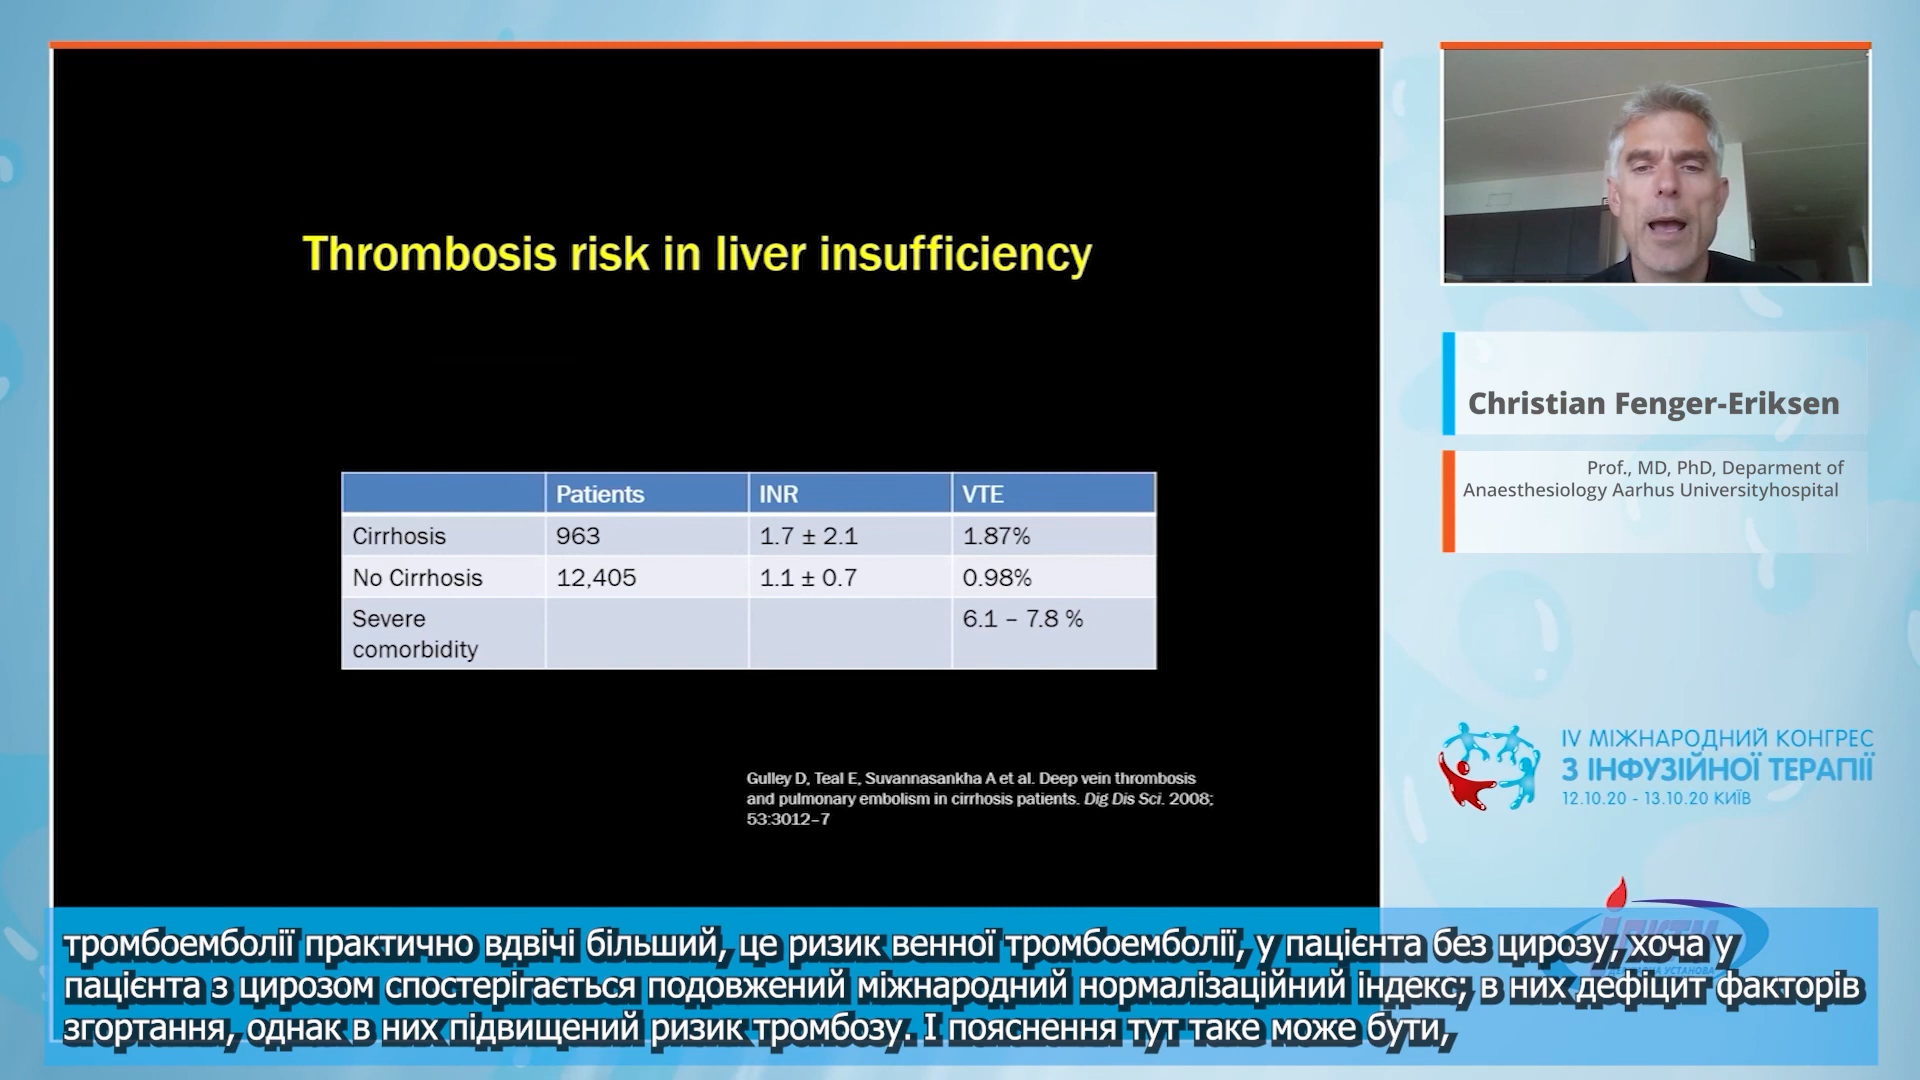 Thrombosis risk in liver insufficiency
Patients INR VTE
Cirrhosis 963 1.7 ± 2.1 1.87%
No Cirrhosis 12,405 1.1 ± 0.7 0.98%
Severe comorbidity 6.1 – 7.8 %
Gulley D, Teal E, Suvannasankha A et al. Deep vein thrombosis
and pulmonary embolism in cirrhosis patients. Dig Dis Sci. 2008;
53:3012–7
Christian Fenger-Eriksen
Prof., MD, PhD, Deparment of
Anaesthesiology Aarhus Universityhospital
IV МІЖНАРОДНИЙ КОНГРЕС
З ІНФУЗІЙНОЇ ТЕРАПІЇ
12.10.20 - 13.10.20 КИЇВ
тромбоемболії практично вдвічі більший, це ризик венної тромбоемболії, у пацієнта без цирозу, хоча у
пацієнта з цирозом спостерігається подовжений міжнародний нормалізаційний індекс; в них дефіцит факторів
згортання, однак в них підвищений ризик тромбозу. І пояснення тут таке може бути,